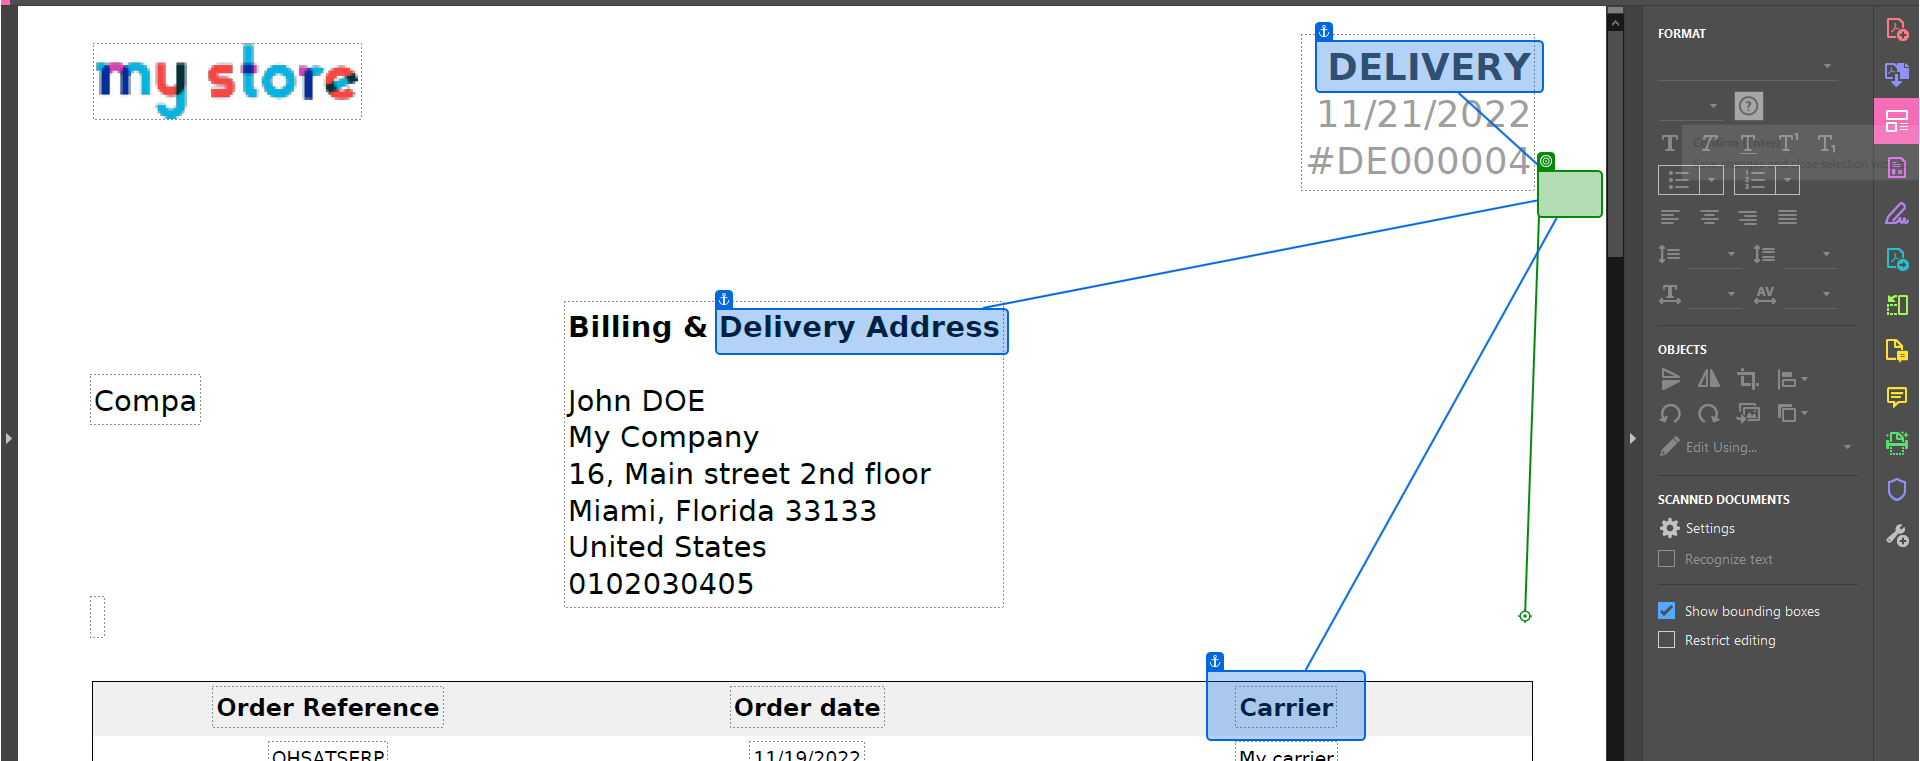 my store
DELIVERY
11/21/2022
#DE000004
Billing & Delivery Address
Compa
John DOE
My Company
16, Main street 2nd floor
Miami, Florida 33133
United States
0102030405
Order Reference
Order date
Carrier
11/19/2022
My carrier
FORMAT
OBJECTS
Edit Using...
SCANNED DOCUMENTS
Settings
Recognize text
Show bounding boxes
Restrict editing